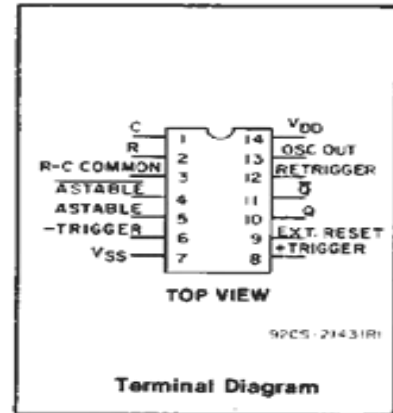 C 1 14 VDD
R 2 13 OSC OUT
R-C COMMON 3 12 RETRIGGER
ASTABLE 4 11 Q̅
ASTABLE 5 10 Q
-TRIGGER 6 9 EXT. RESET
VSS 7 8 +TRIGGER
TOP VIEW
92CS-29431R1
Terminal Diagram